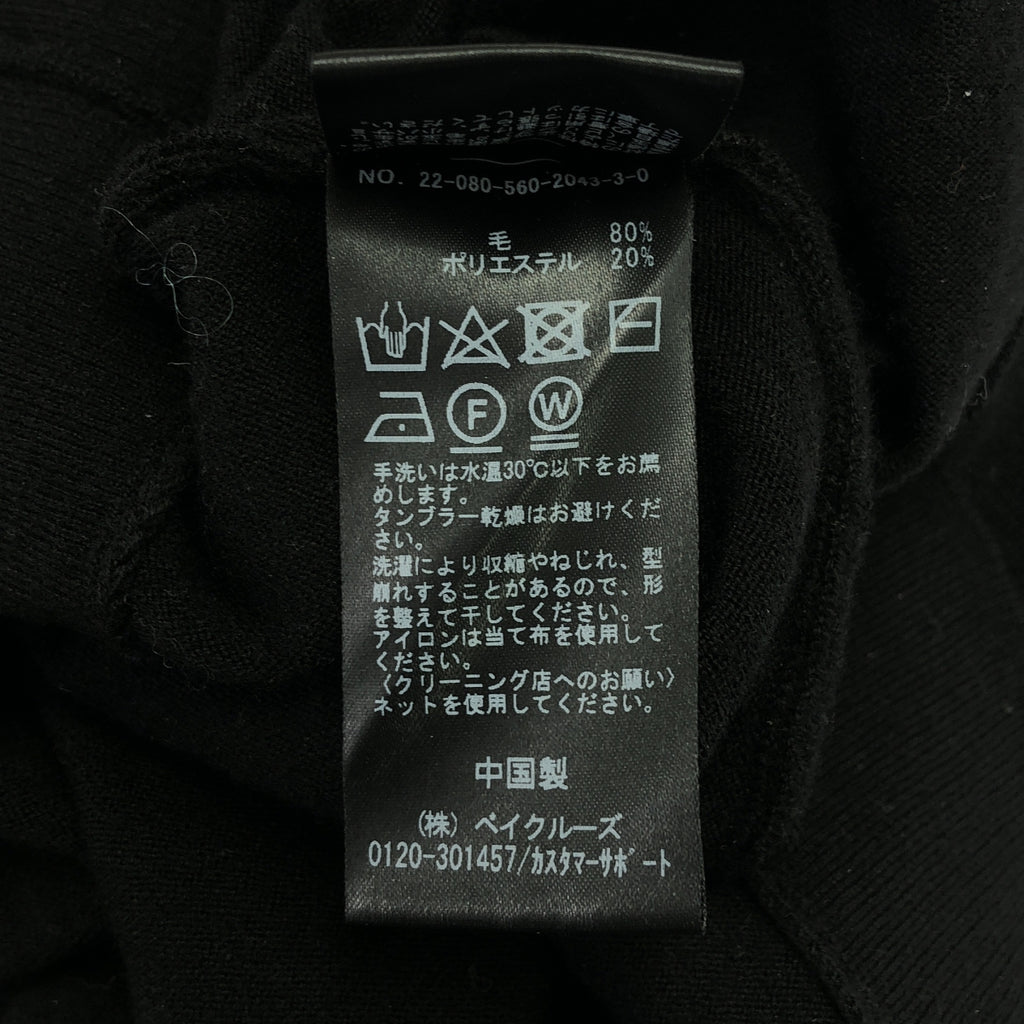 NO. 22-080-560-2043-3-0
毛 80%
ポリエステル 20%
F W
手洗いは水温30℃以下をお薦
めします。
タンブラー乾燥はお避けくだ
さい。
洗濯により収縮やねじれ、型
崩れすることがあるので、形
を整えて干してください。
アイロンは当て布を使用して
ください。
〈クリーニング店へのお願い〉
ネットを使用してください。
中国製
(株) ベイクルーズ
0120-301457/カスタマーサポート